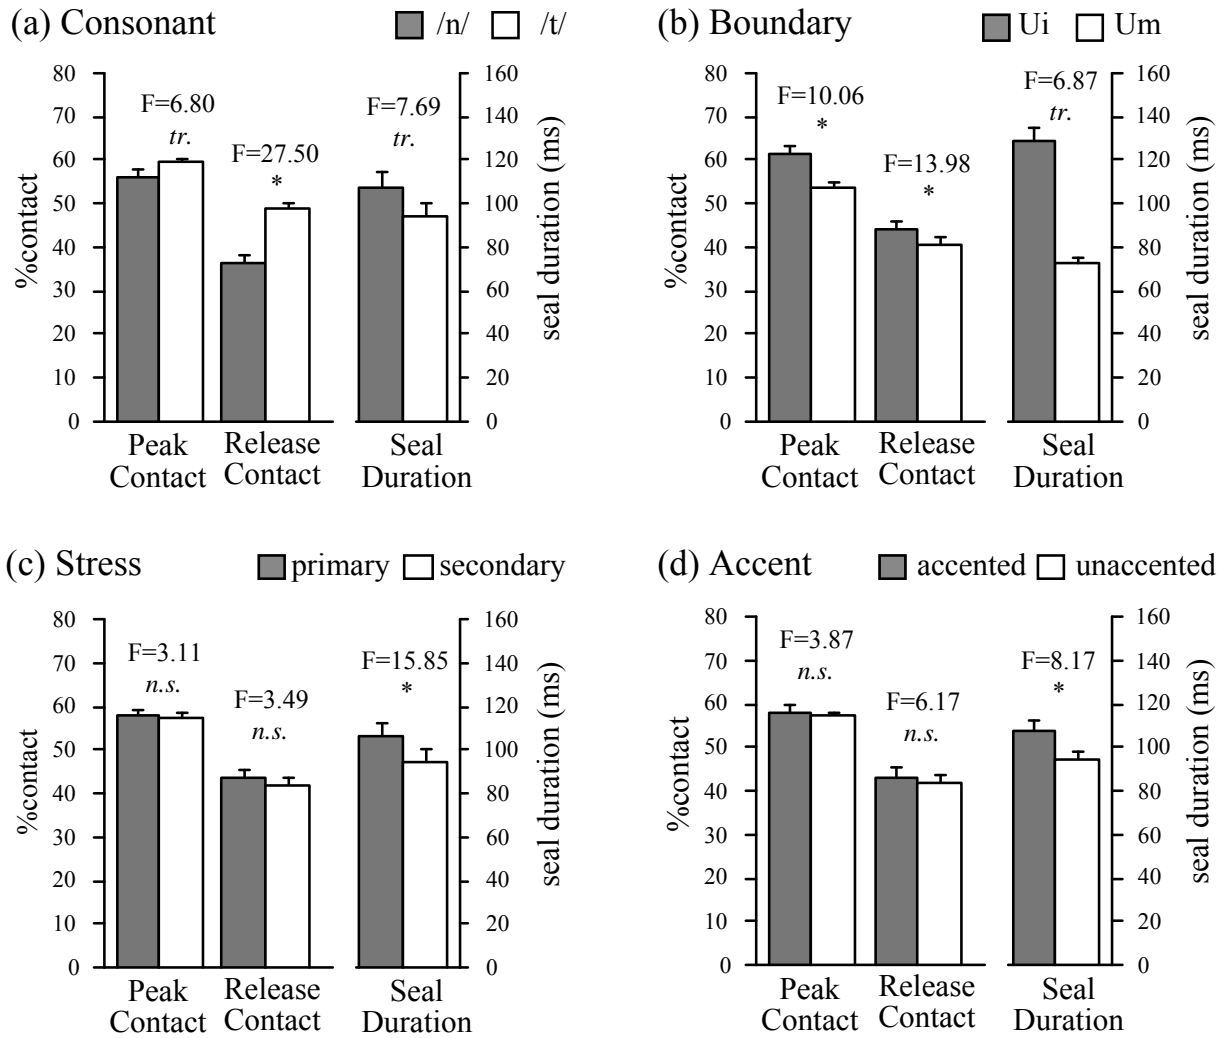 (a) Consonant /n/ /t/
80 160
70 140
60 120
50 100
40 80
30 60
20 40
10 20
0 0
%contact
seal duration (ms)
F=6.80
tr.
F=27.50
*
F=7.69
tr.
Peak Contact
Release Contact
Seal Duration
(b) Boundary Ui Um
80 160
70 140
60 120
50 100
40 80
30 60
20 40
10 20
0 0
%contact
seal duration (ms)
F=10.06
*
F=13.98
*
F=6.87
tr.
Peak Contact
Release Contact
Seal Duration
(c) Stress primary secondary
80 160
70 140
60 120
50 100
40 80
30 60
20 40
10 20
0 0
%contact
seal duration (ms)
F=3.11
n.s.
F=3.49
n.s.
F=15.85
*
Peak Contact
Release Contact
Seal Duration
(d) Accent accented unaccented
80 160
70 140
60 120
50 100
40 80
30 60
20 40
10 20
0 0
%contact
seal duration (ms)
F=3.87
n.s.
F=6.17
n.s.
F=8.17
*
Peak Contact
Release Contact
Seal Duration